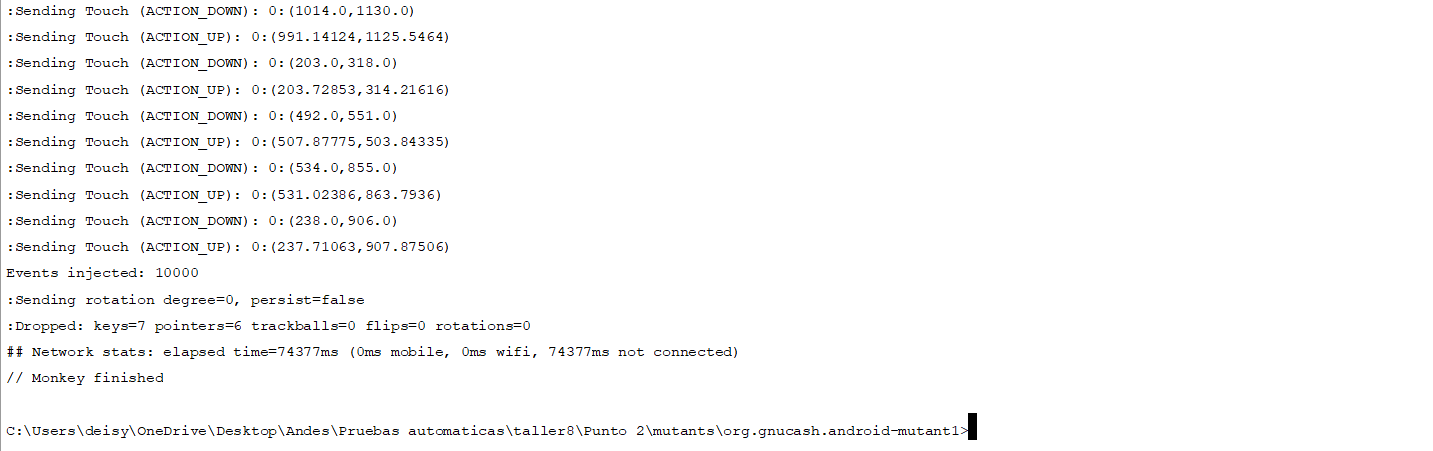 :Sending Touch (ACTION_DOWN): 0:(1014.0,1130.0)
:Sending Touch (ACTION_UP): 0:(991.14124,1125.5464)
:Sending Touch (ACTION_DOWN): 0:(203.0,318.0)
:Sending Touch (ACTION_UP): 0:(203.72853,314.21616)
:Sending Touch (ACTION_DOWN): 0:(492.0,551.0)
:Sending Touch (ACTION_UP): 0:(507.87775,503.84335)
:Sending Touch (ACTION_DOWN): 0:(534.0,855.0)
:Sending Touch (ACTION_UP): 0:(531.02386,863.7936)
:Sending Touch (ACTION_DOWN): 0:(238.0,906.0)
:Sending Touch (ACTION_UP): 0:(237.71063,907.87506)
Events injected: 10000
:Sending rotation degree=0, persist=false
:Dropped: keys=7 pointers=6 trackballs=0 flips=0 rotations=0
## Network stats: elapsed time=74377ms (0ms mobile, 0ms wifi, 74377ms not connected)
// Monkey finished
C:\Users\deisy\OneDrive\Desktop\Andes\Pruebas automaticas\taller8\Punto 2\mutants\org.gnucash.android-mutant1>